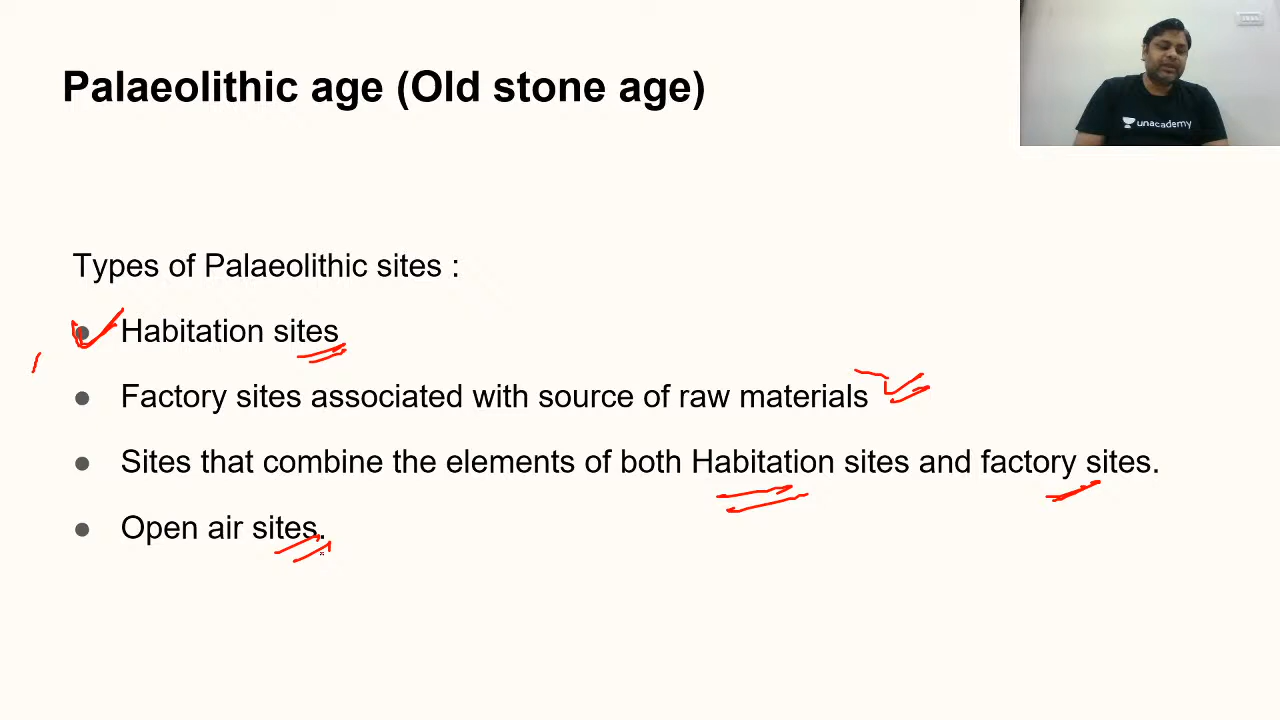 Palaeolithic age (Old stone age)
unacademy
Types of Palaeolithic sites :
● Habitation sites
● Factory sites associated with source of raw materials
● Sites that combine the elements of both Habitation sites and factory sites.
● Open air sites.